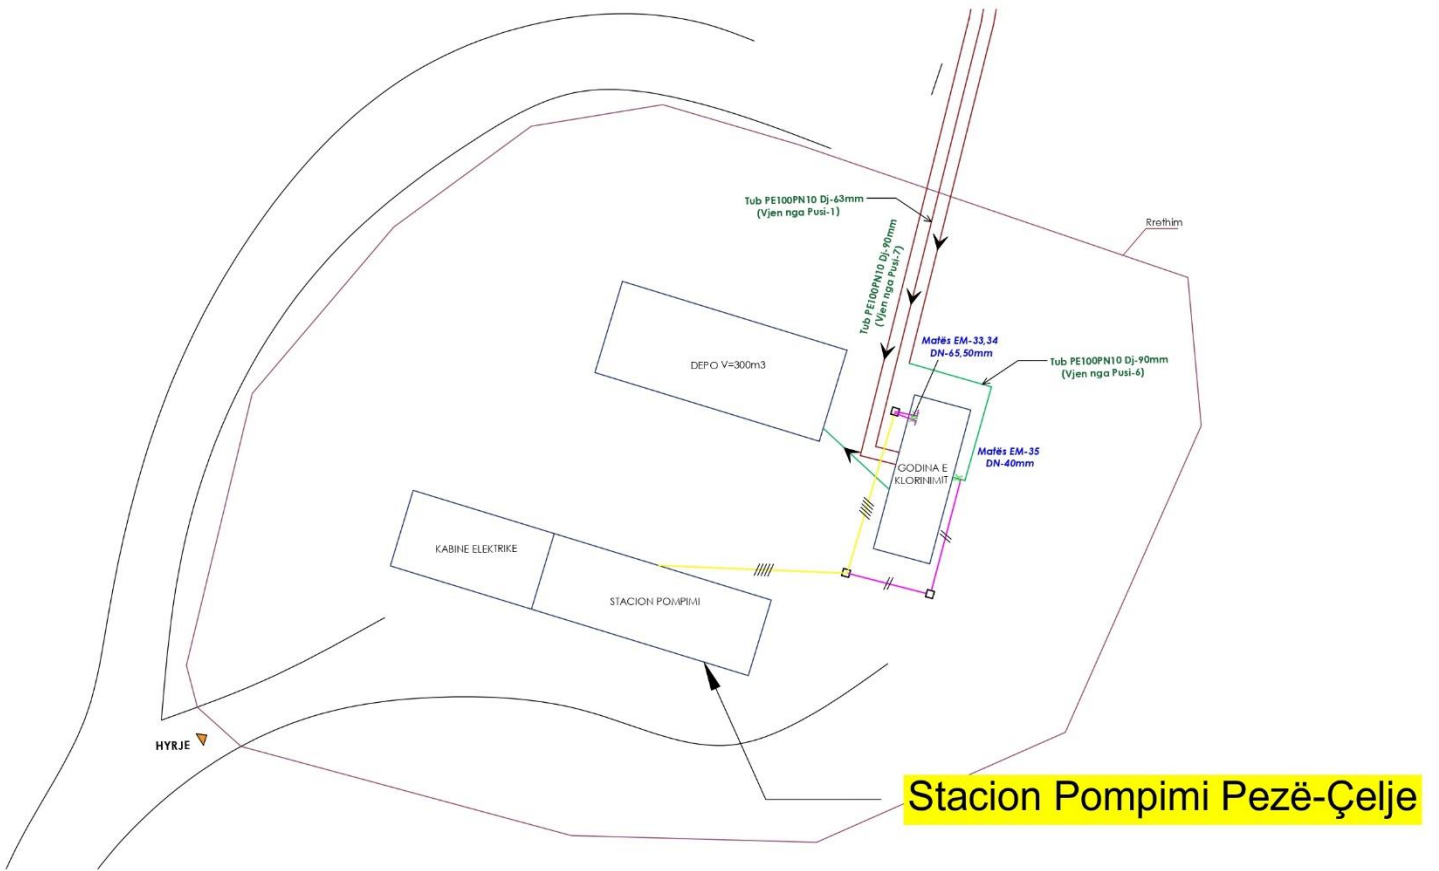 Tub PE100PN10 Dj-63mm
(Vjen nga Pusi-1)
Rrethim
Tub PE100PN10 Dj-90mm
(Vjen nga Pusi-7)
Matës EM-33,34
DN-65,50mm
Tub PE100PN10 Dj-90mm
(Vjen nga Pusi-6)
DEPO V=300m3
Matës EM-35
DN-40mm
GODINA E
KLORINIMIT
KABINE ELEKTRIKE
STACION POMPIMI
HYRJE
Stacion Pompimi Pezë-Çelje